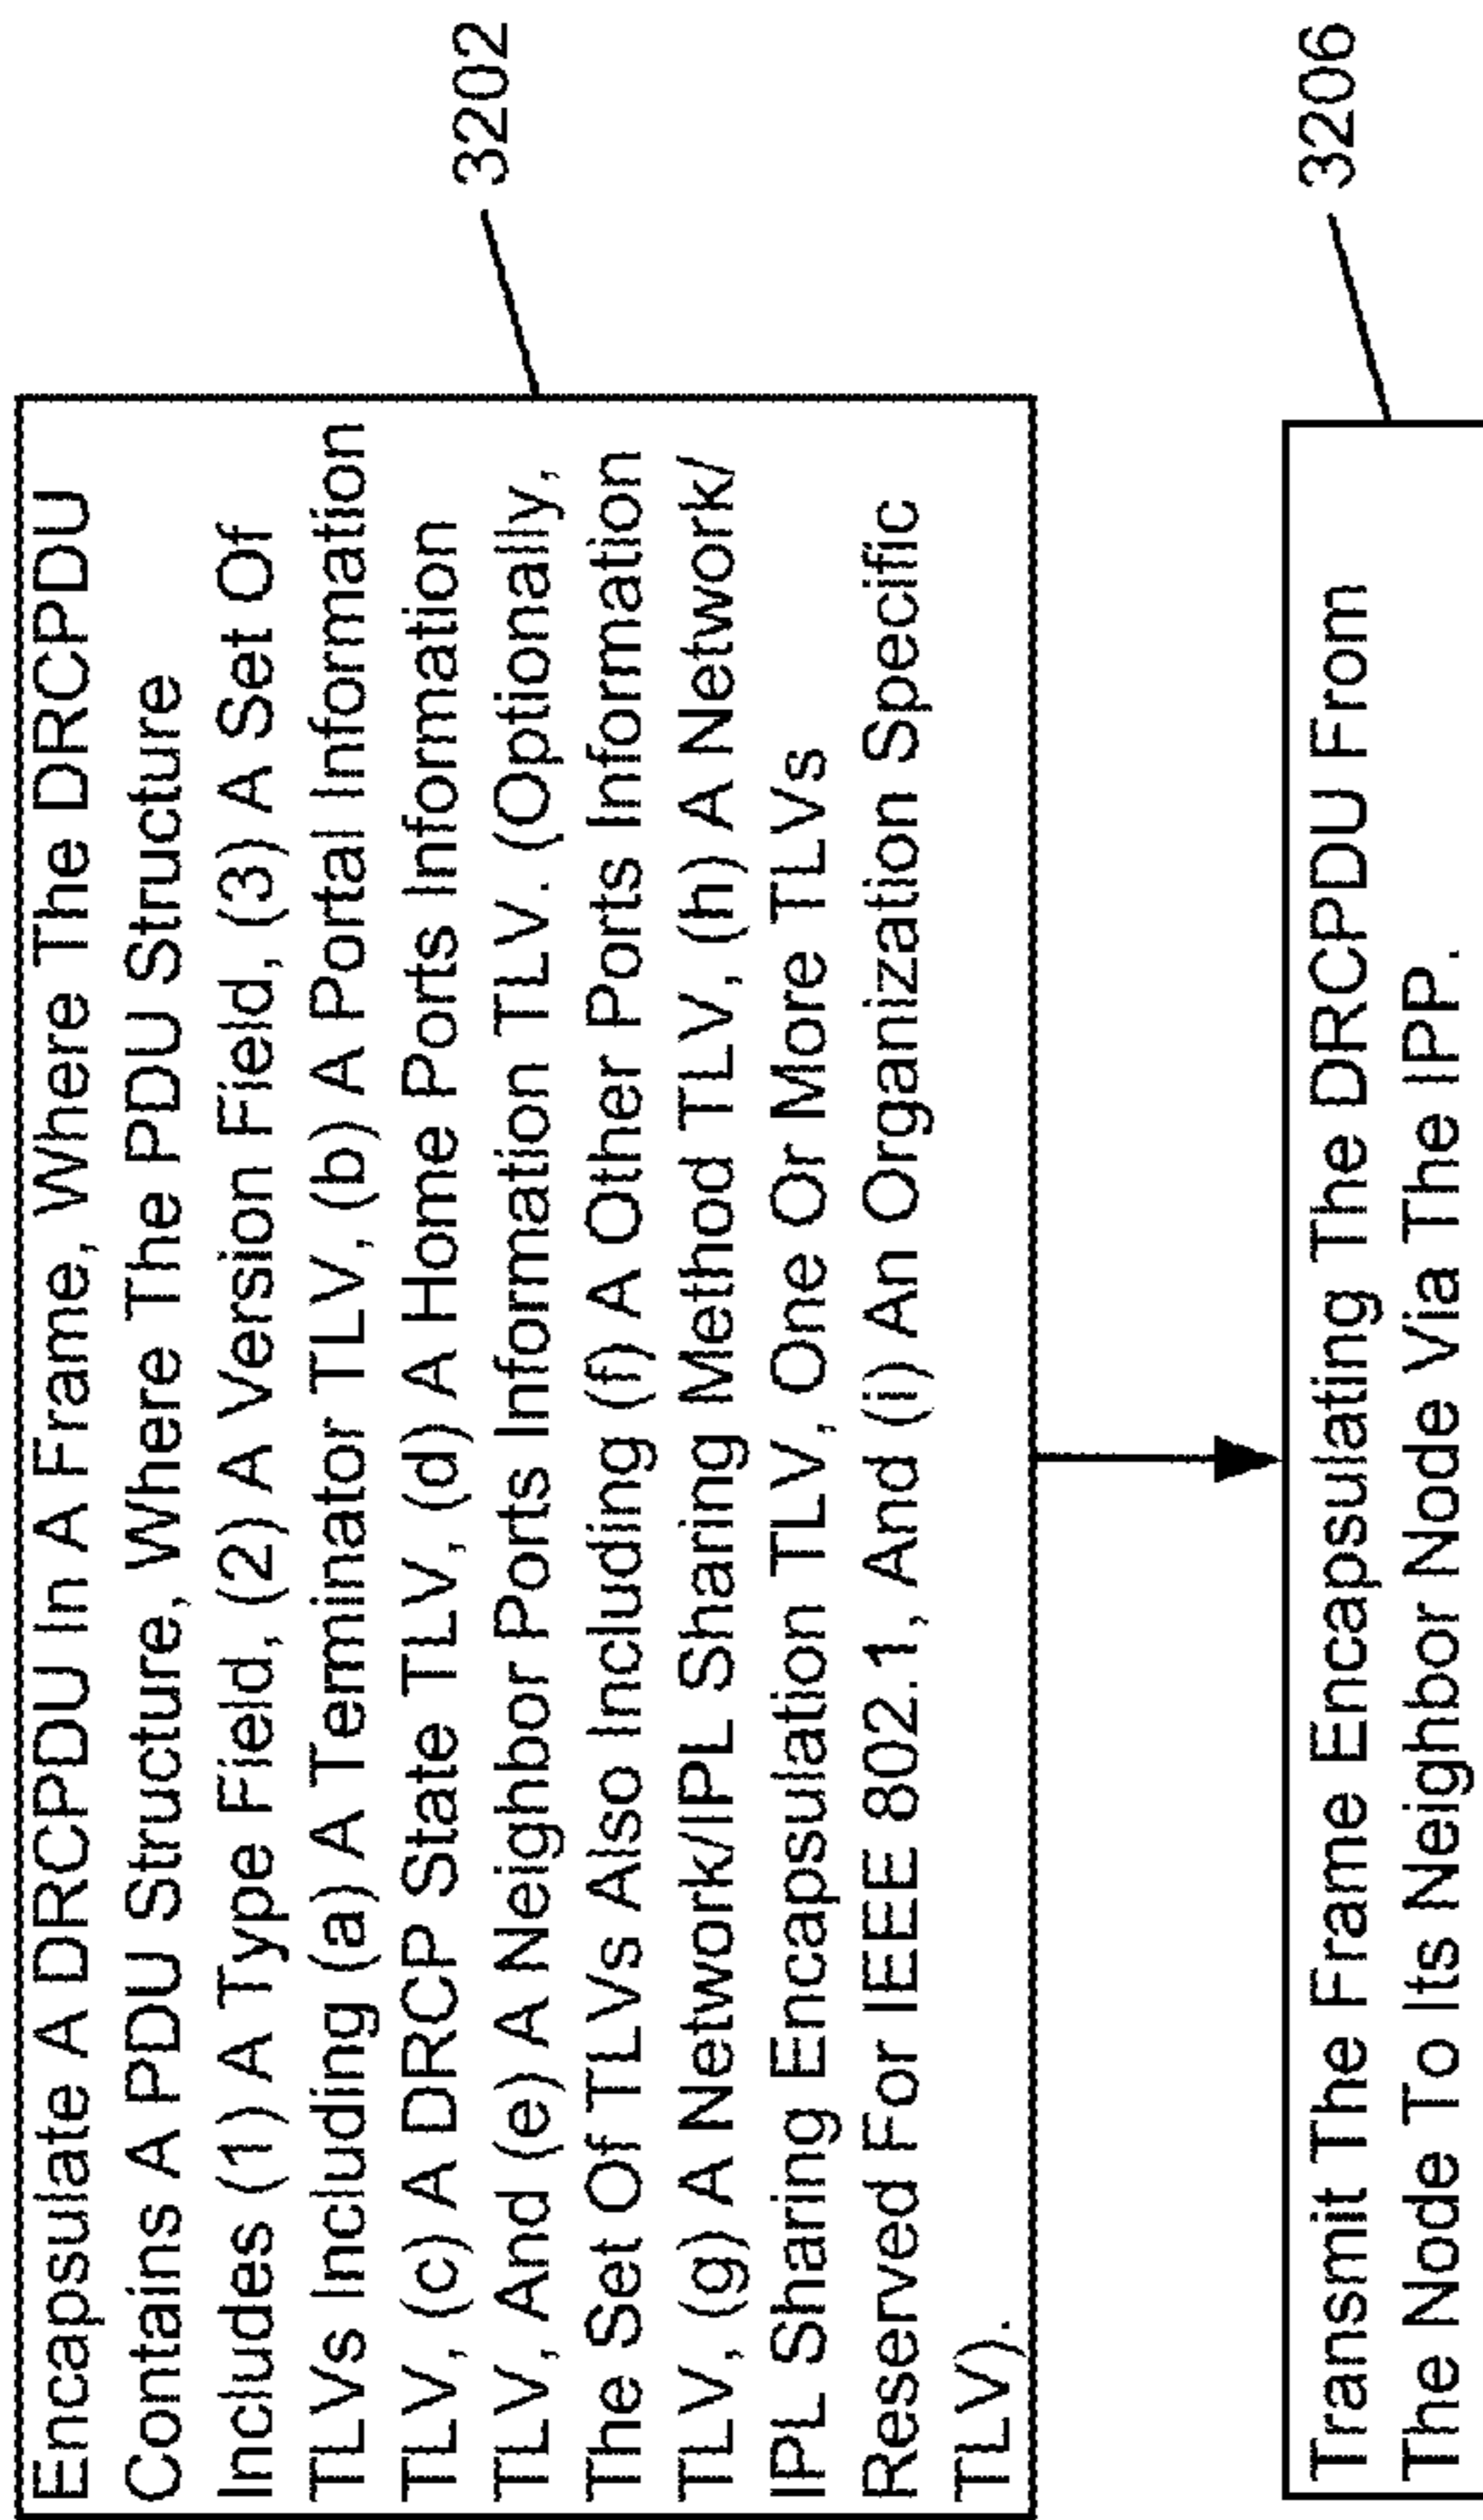 Encapsulate A DRCPDU In A Frame, Where The DRCPDU
Contains A PDU Structure, Where The PDU Structure
Includes (1) A Type Field, (2) A Version Field, (3) A Set Of
TLVs Including (a) A Terminator TLV, (b) A Portal Information
TLV, (c) A DRCP State TLV, (d) A Home Ports Information
TLV, And (e) A Neighbor Ports Information TLV. (Optionally,
The Set Of TLVs Also Including (f) A Other Ports Information
TLV, (g) A Network/IPL Sharing Method TLV, (h) A Network/
IPL Sharing Encapsulation TLV, One Or More TLVs
Reserved For IEEE 802.1, And (i) An Organization Specific
TLV).
3202
Transmit The Frame Encapsulating The DRCPDU From
The Node To Its Neighbor Node Via The IPP.
3206